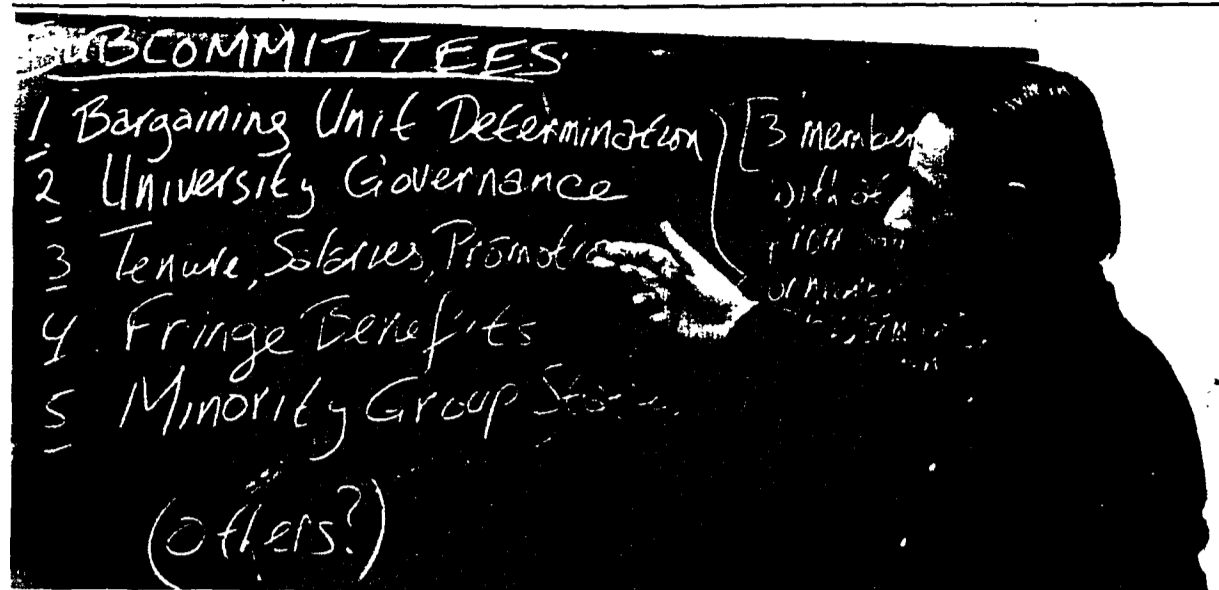 SUBCOMMITTEES
1. Bargaining Unit Determination
2 University Governance
3 Tenure, Salaries, Promotion
4 Fringe Benefits
5 Minority Group
(others?)
[3 member
with